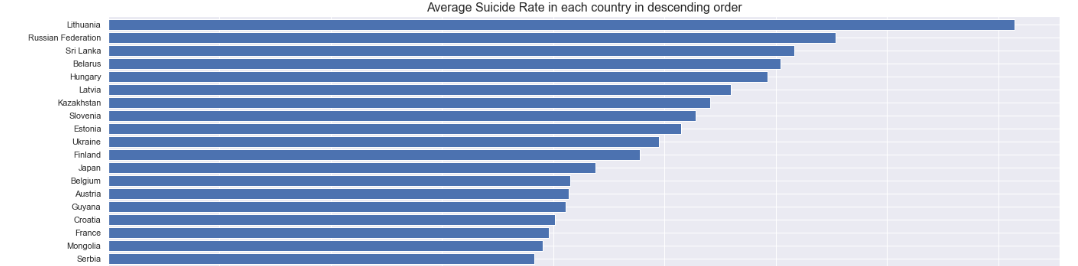 Average Suicide Rate in each country in descending order
Lithuania
Russian Federation
Sri Lanka
Belarus
Hungary
Latvia
Kazakhstan
Slovenia
Estonia
Ukraine
Finland
Japan
Belgium
Austria
Guyana
Croatia
France
Mongolia
Serbia